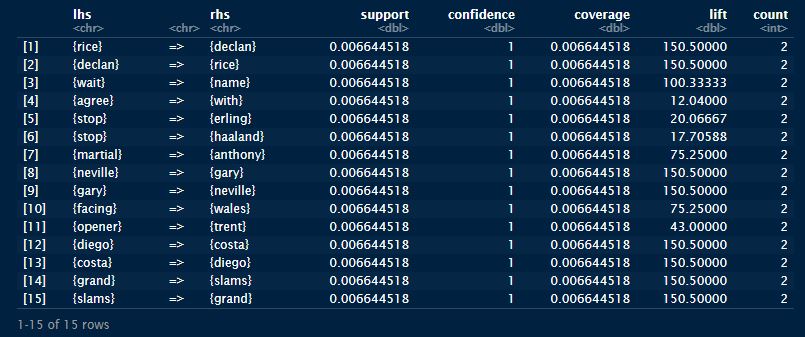 lhs rhs support confidence coverage lift count
<chr> <chr> <chr> <dbl> <dbl> <dbl> <dbl> <int>
[1] {rice} => {declan} 0.006644518 1 0.006644518 150.50000 2
[2] {declan} => {rice} 0.006644518 1 0.006644518 150.50000 2
[3] {wait} => {name} 0.006644518 1 0.006644518 100.33333 2
[4] {agree} => {with} 0.006644518 1 0.006644518 12.04000 2
[5] {stop} => {erling} 0.006644518 1 0.006644518 20.06667 2
[6] {stop} => {haaland} 0.006644518 1 0.006644518 17.70588 2
[7] {martial} => {anthony} 0.006644518 1 0.006644518 75.25000 2
[8] {neville} => {gary} 0.006644518 1 0.006644518 150.50000 2
[9] {gary} => {neville} 0.006644518 1 0.006644518 150.50000 2
[10] {facing} => {wales} 0.006644518 1 0.006644518 75.25000 2
[11] {opener} => {trent} 0.006644518 1 0.006644518 43.00000 2
[12] {diego} => {costa} 0.006644518 1 0.006644518 150.50000 2
[13] {costa} => {diego} 0.006644518 1 0.006644518 150.50000 2
[14] {grand} => {slams} 0.006644518 1 0.006644518 150.50000 2
[15] {slams} => {grand} 0.006644518 1 0.006644518 150.50000 2
1-15 of 15 rows